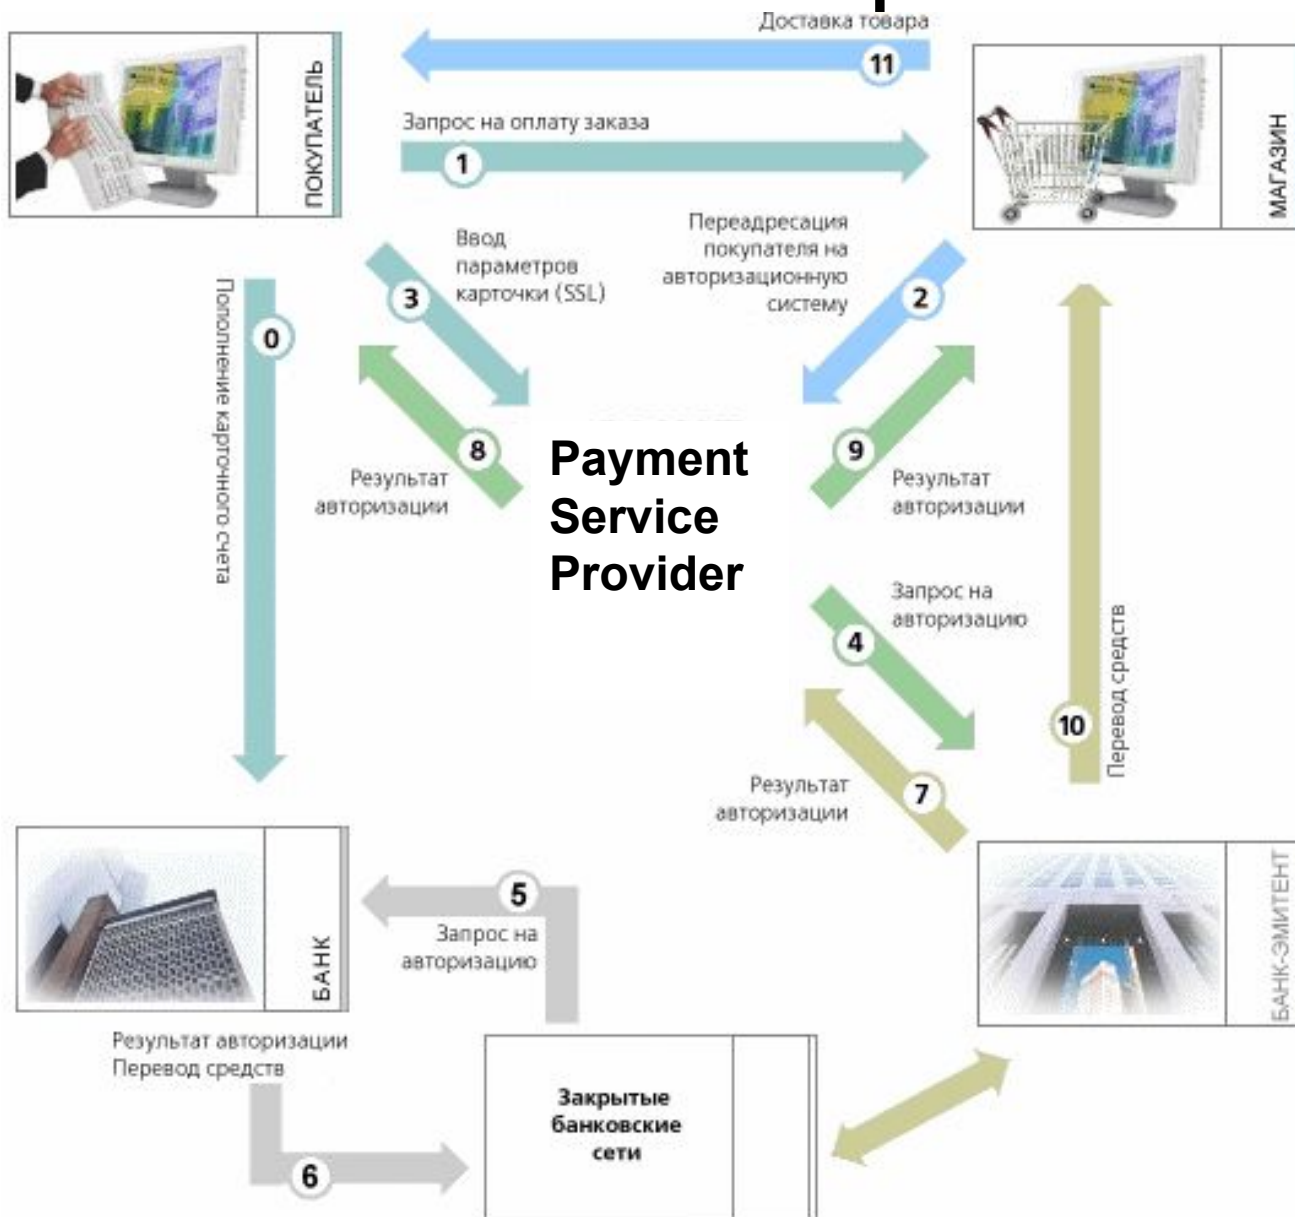 Доставка товара
11
ПОКУПАТЕЛЬ
Запрос на оплату заказа
1
МАГАЗИН
Ввод
параметров
карточки (SSL)
3
Переадресация
покупателя на
авторизационную
систему
2
Пополнение карточного счета
0
8
Результат
авторизации
Payment
Service
Provider
9
Результат
авторизации
Запрос на
авторизацию
4
Перевод средств
10
Результат
авторизации
7
БАНК
5
Запрос на
авторизацию
БАНК-ЭМИТЕНТ
Результат авторизации
Перевод средств
6
Закрытые
банковские
сети